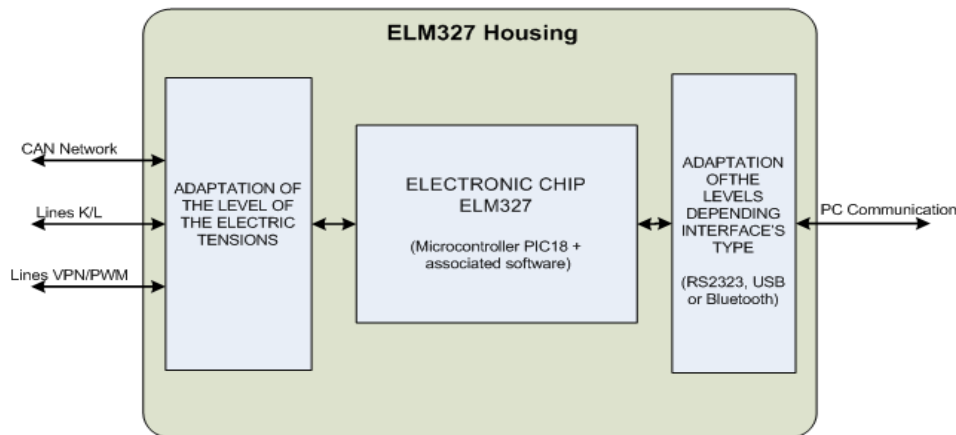 ELM327 Housing
CAN Network
Lines K/L
Lines VPN/PWM
ADAPTATION OF
THE LEVEL OF
THE ELECTRIC
TENSIONS
ELECTRONIC CHIP
ELM327
(Microcontroller PIC18 +
associated software)
ADAPTATION
OFTHE
LEVELS
DEPENDING
INTERFACE'S
TYPE
(RS2323, USB
or Bluetooth)
PC Communication